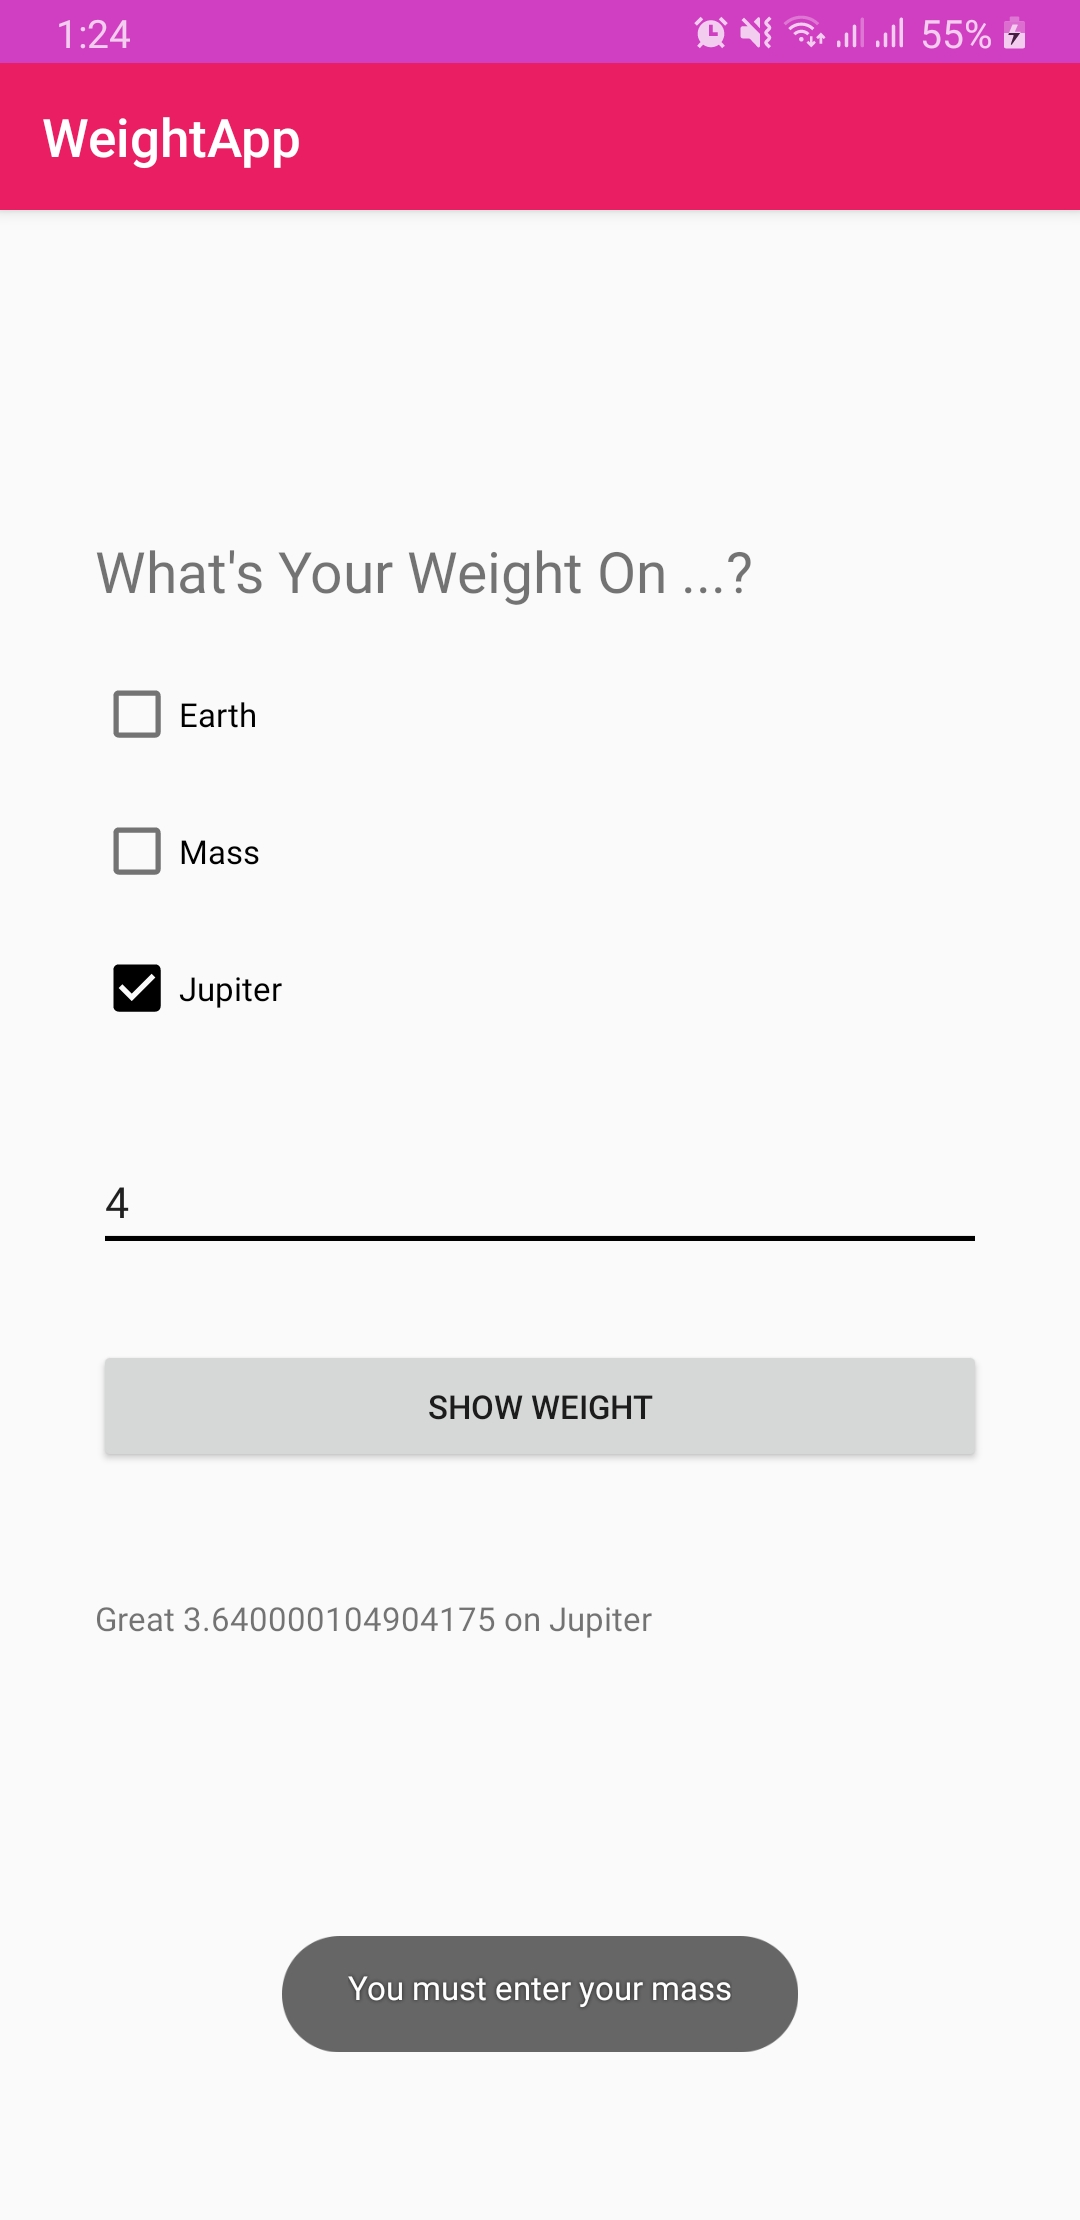 1:24 55%
WeightApp
What's Your Weight On ...?
Earth
Mass
Jupiter
4
SHOW WEIGHT
Great 3.640000104904175 on Jupiter
You must enter your mass